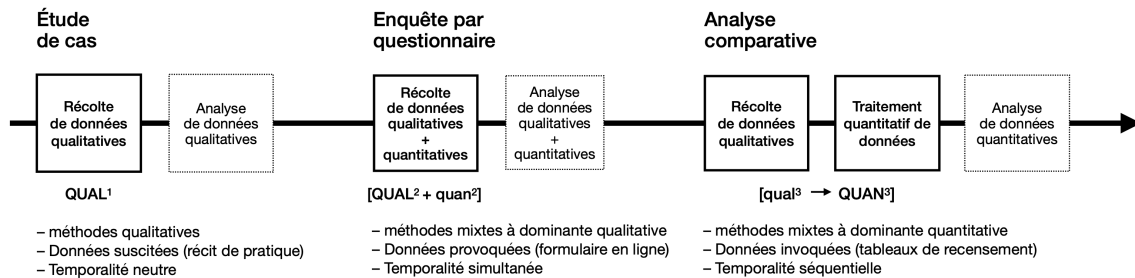 Étude
de cas
Récolte
de données
qualitatives
Analyse
de données
qualitatives
QUAL¹
– méthodes qualitatives
– Données suscitées (récit de pratique)
– Temporalité neutre
Enquête par
questionnaire
Récolte
de données
qualitatives
+
quantitatives
Analyse
de données
qualitatives
+
quantitatives
[QUAL² + quan²]
– méthodes mixtes à dominante qualitative
– Données provoquées (formulaire en ligne)
– Temporalité simultanée
Analyse
comparative
Récolte
de données
qualitatives
Traitement
quantitatif de
données
Analyse
de données
quantitatives
[qual³ → QUAN³]
– méthodes mixtes à dominante quantitative
– Données invoquées (tableaux de recensement)
– Temporalité séquentielle